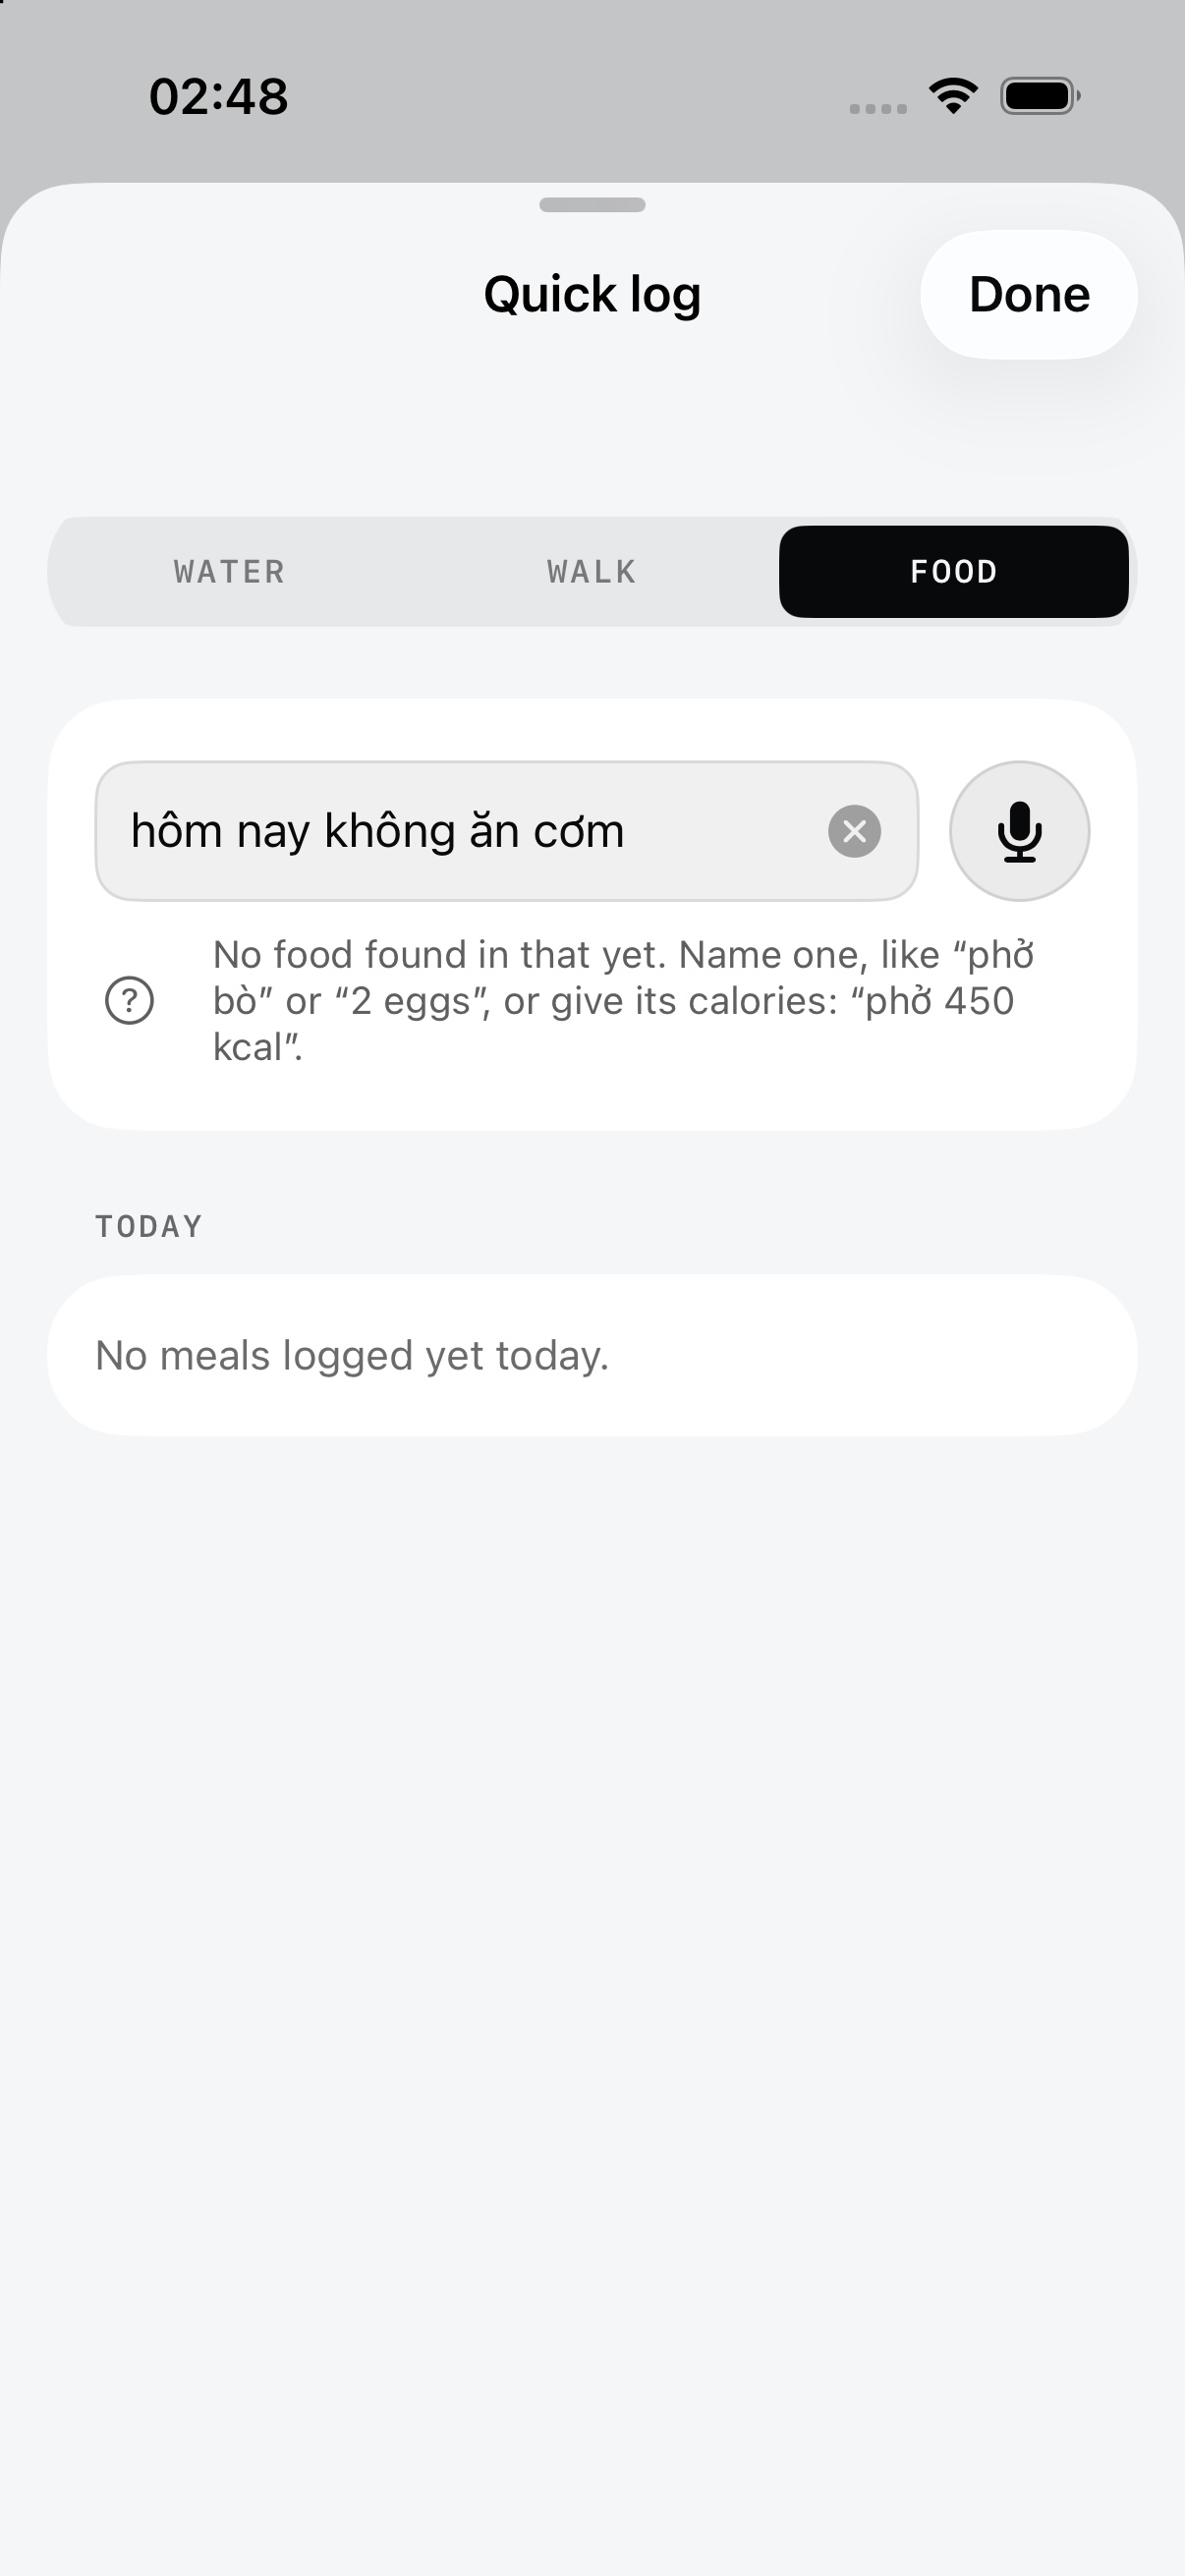 02:48
Quick log
Done
WATER
WALK
FOOD
hôm nay không ăn cơm
No food found in that yet. Name one, like “phở
bò” or “2 eggs”, or give its calories: “phở 450
kcal”.
TODAY
No meals logged yet today.